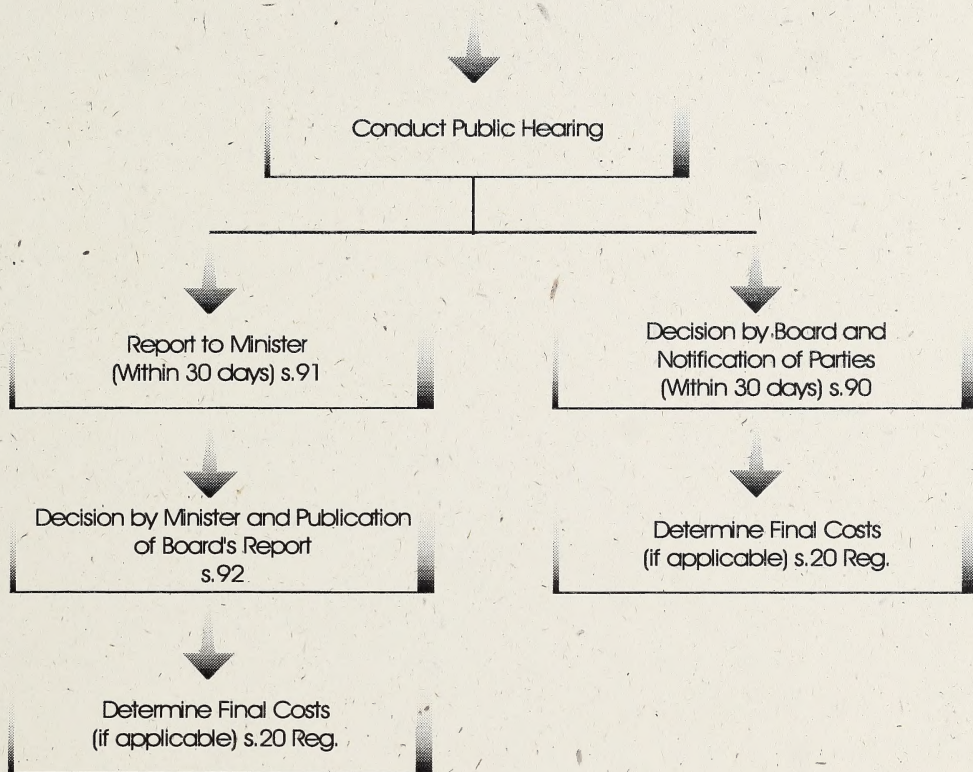 Conduct Public Hearing
Report to Minister
(Within 30 days) s.91
Decision by Board and
Notification of Parties
(Within 30 days) s.90
Decision by Minister and Publication
of Board's Report
s.92
Determine Final Costs
(if applicable) s.20 Reg.
Determine Final Costs
(if applicable) s.20 Reg.